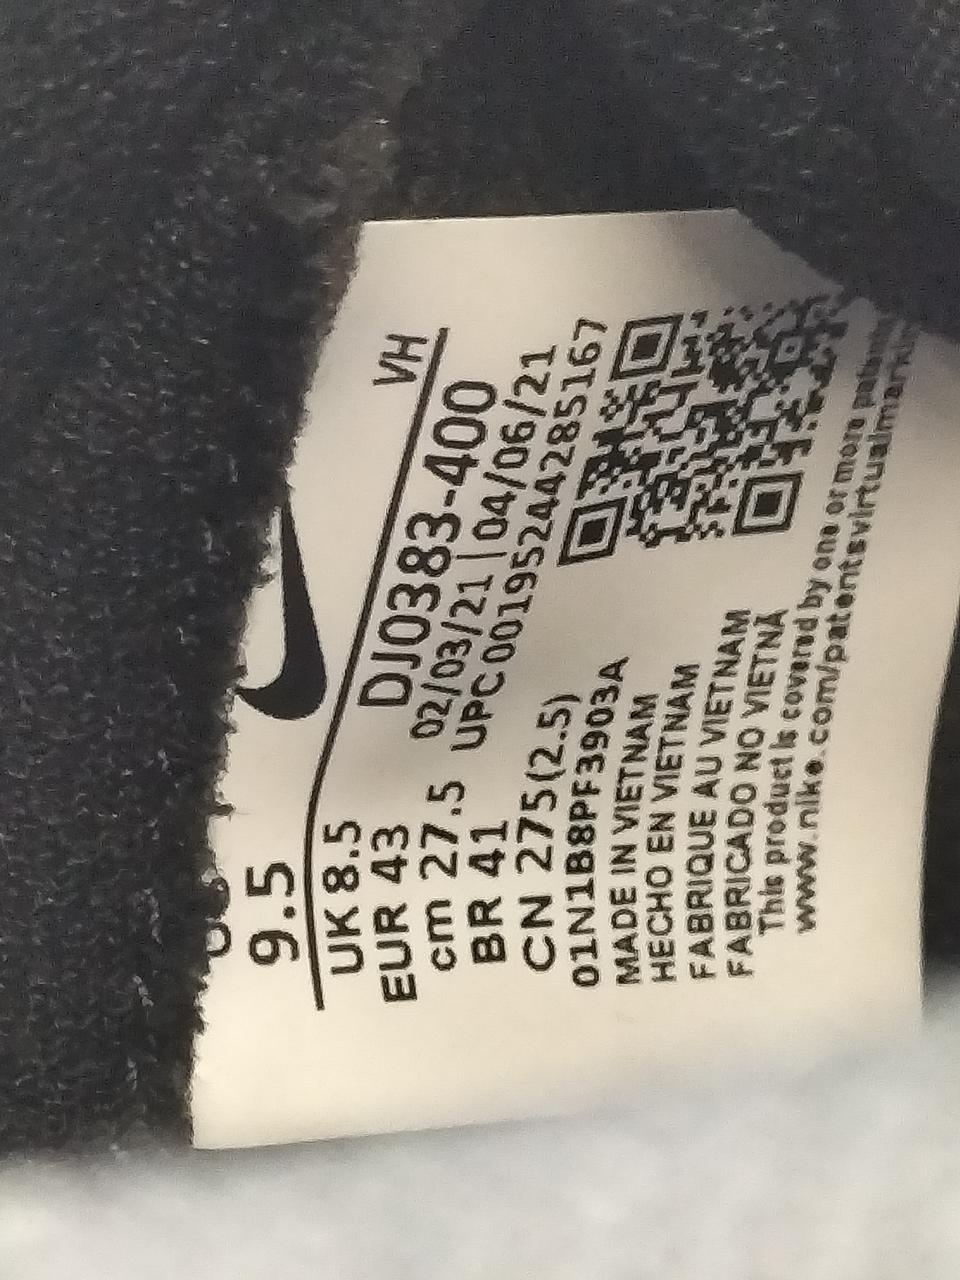 US
9.5
VH
UK 8.5
EUR 43
cm 27.5
BR 41
CN 275(2.5)
DJ0383-400
02/03/21 | 04/06/21
UPC 00195244285167
01N1B8PF3903A
MADE IN VIETNAM
HECHO EN VIETNAM
FABRIQUE AU VIETNAM
FABRICADO NO VIETNÃ
This product is covered by one or more patents
www.nike.com/patentsvirtualmarking